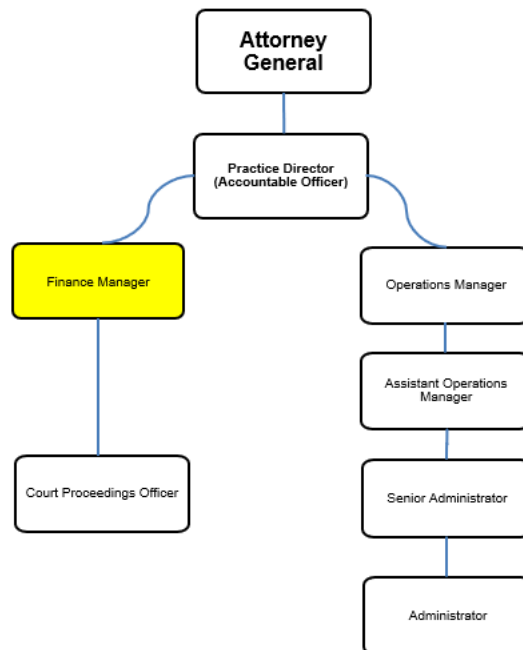 Attorney
General
Practice Director
(Accountable Officer)
Finance Manager
Operations Manager
Assistant Operations
Manager
Court Proceedings Officer
Senior Administrator
Administrator